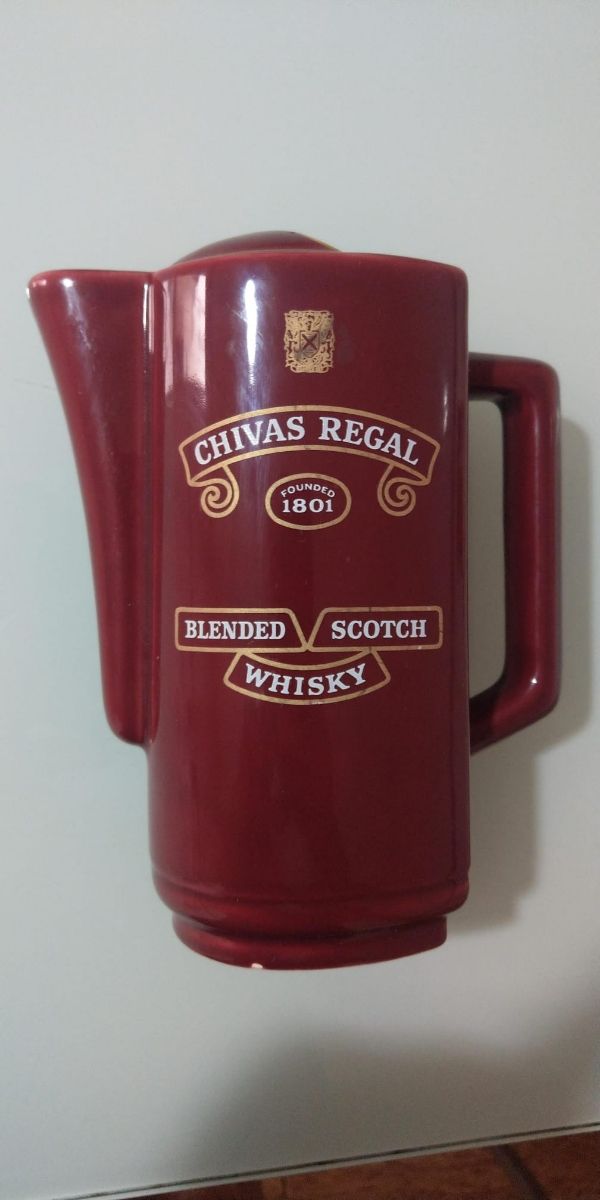 CHIVAS REGAL
FOUNDED
1801
BLENDED SCOTCH
WHISKY